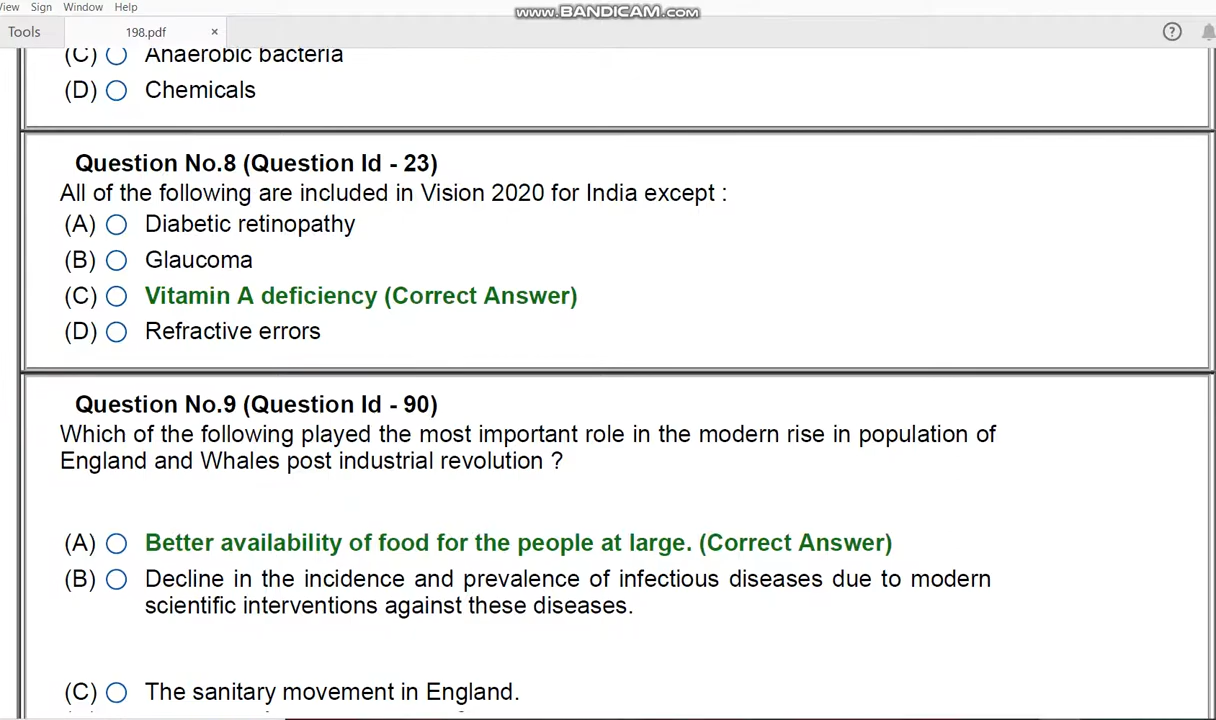 View Sign Window Help
www.BANDICAM.com
Tools 198.pdf × ?
(C) Anaerobic bacteria
(D) Chemicals
Question No.8 (Question Id - 23)
All of the following are included in Vision 2020 for India except :
(A) Diabetic retinopathy
(B) Glaucoma
(C) Vitamin A deficiency (Correct Answer)
(D) Refractive errors
Question No.9 (Question Id - 90)
Which of the following played the most important role in the modern rise in population of
England and Whales post industrial revolution ?
(A) Better availability of food for the people at large. (Correct Answer)
(B) Decline in the incidence and prevalence of infectious diseases due to modern
scientific interventions against these diseases.
(C) The sanitary movement in England.